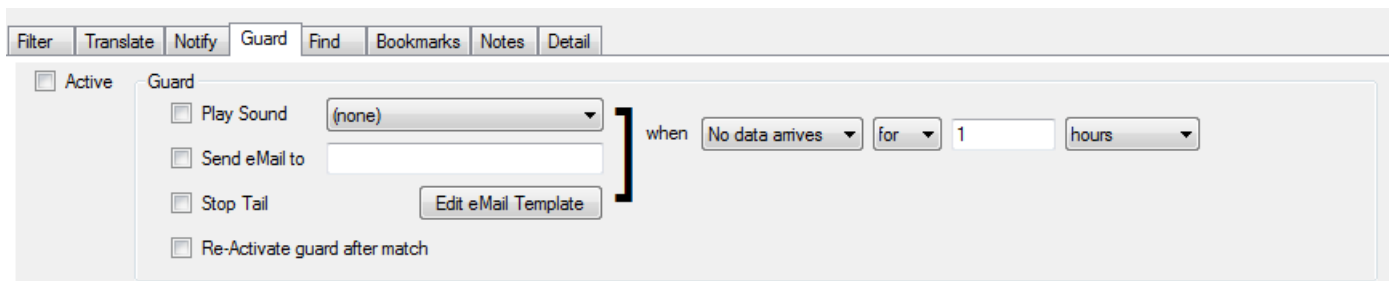 Filter Translate Notify Guard Find Bookmarks Notes Detail
Active Guard
Play Sound (none)
when No data arrives for 1 hours
Send eMail to
Stop Tail Edit eMail Template
Re-Activate guard after match